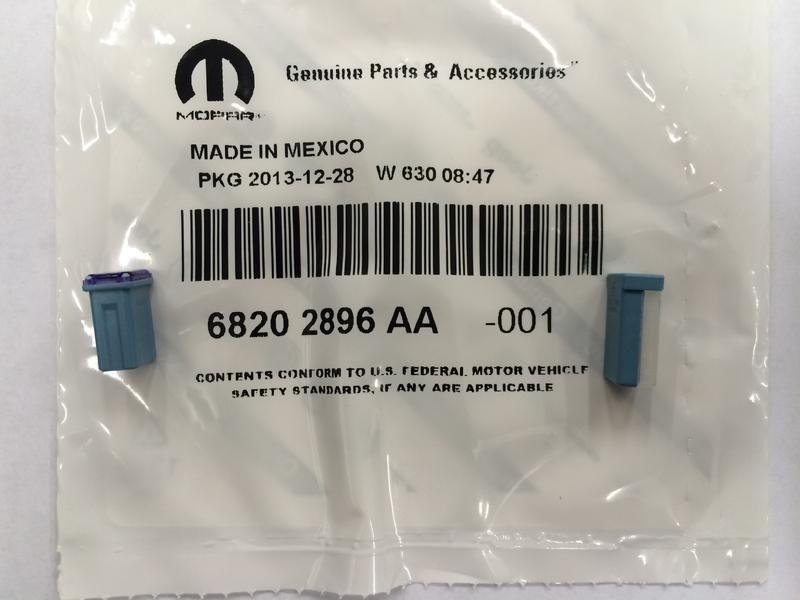 Genuine Parts & Accessories™
MOPAR
MADE IN MEXICO
PKG 2013-12-28 W 630 08:47
6820 2896 AA -001
CONTENTS CONFORM TO U.S. FEDERAL MOTOR VEHICLE
SAFETY STANDARDS, IF ANY ARE APPLICABLE